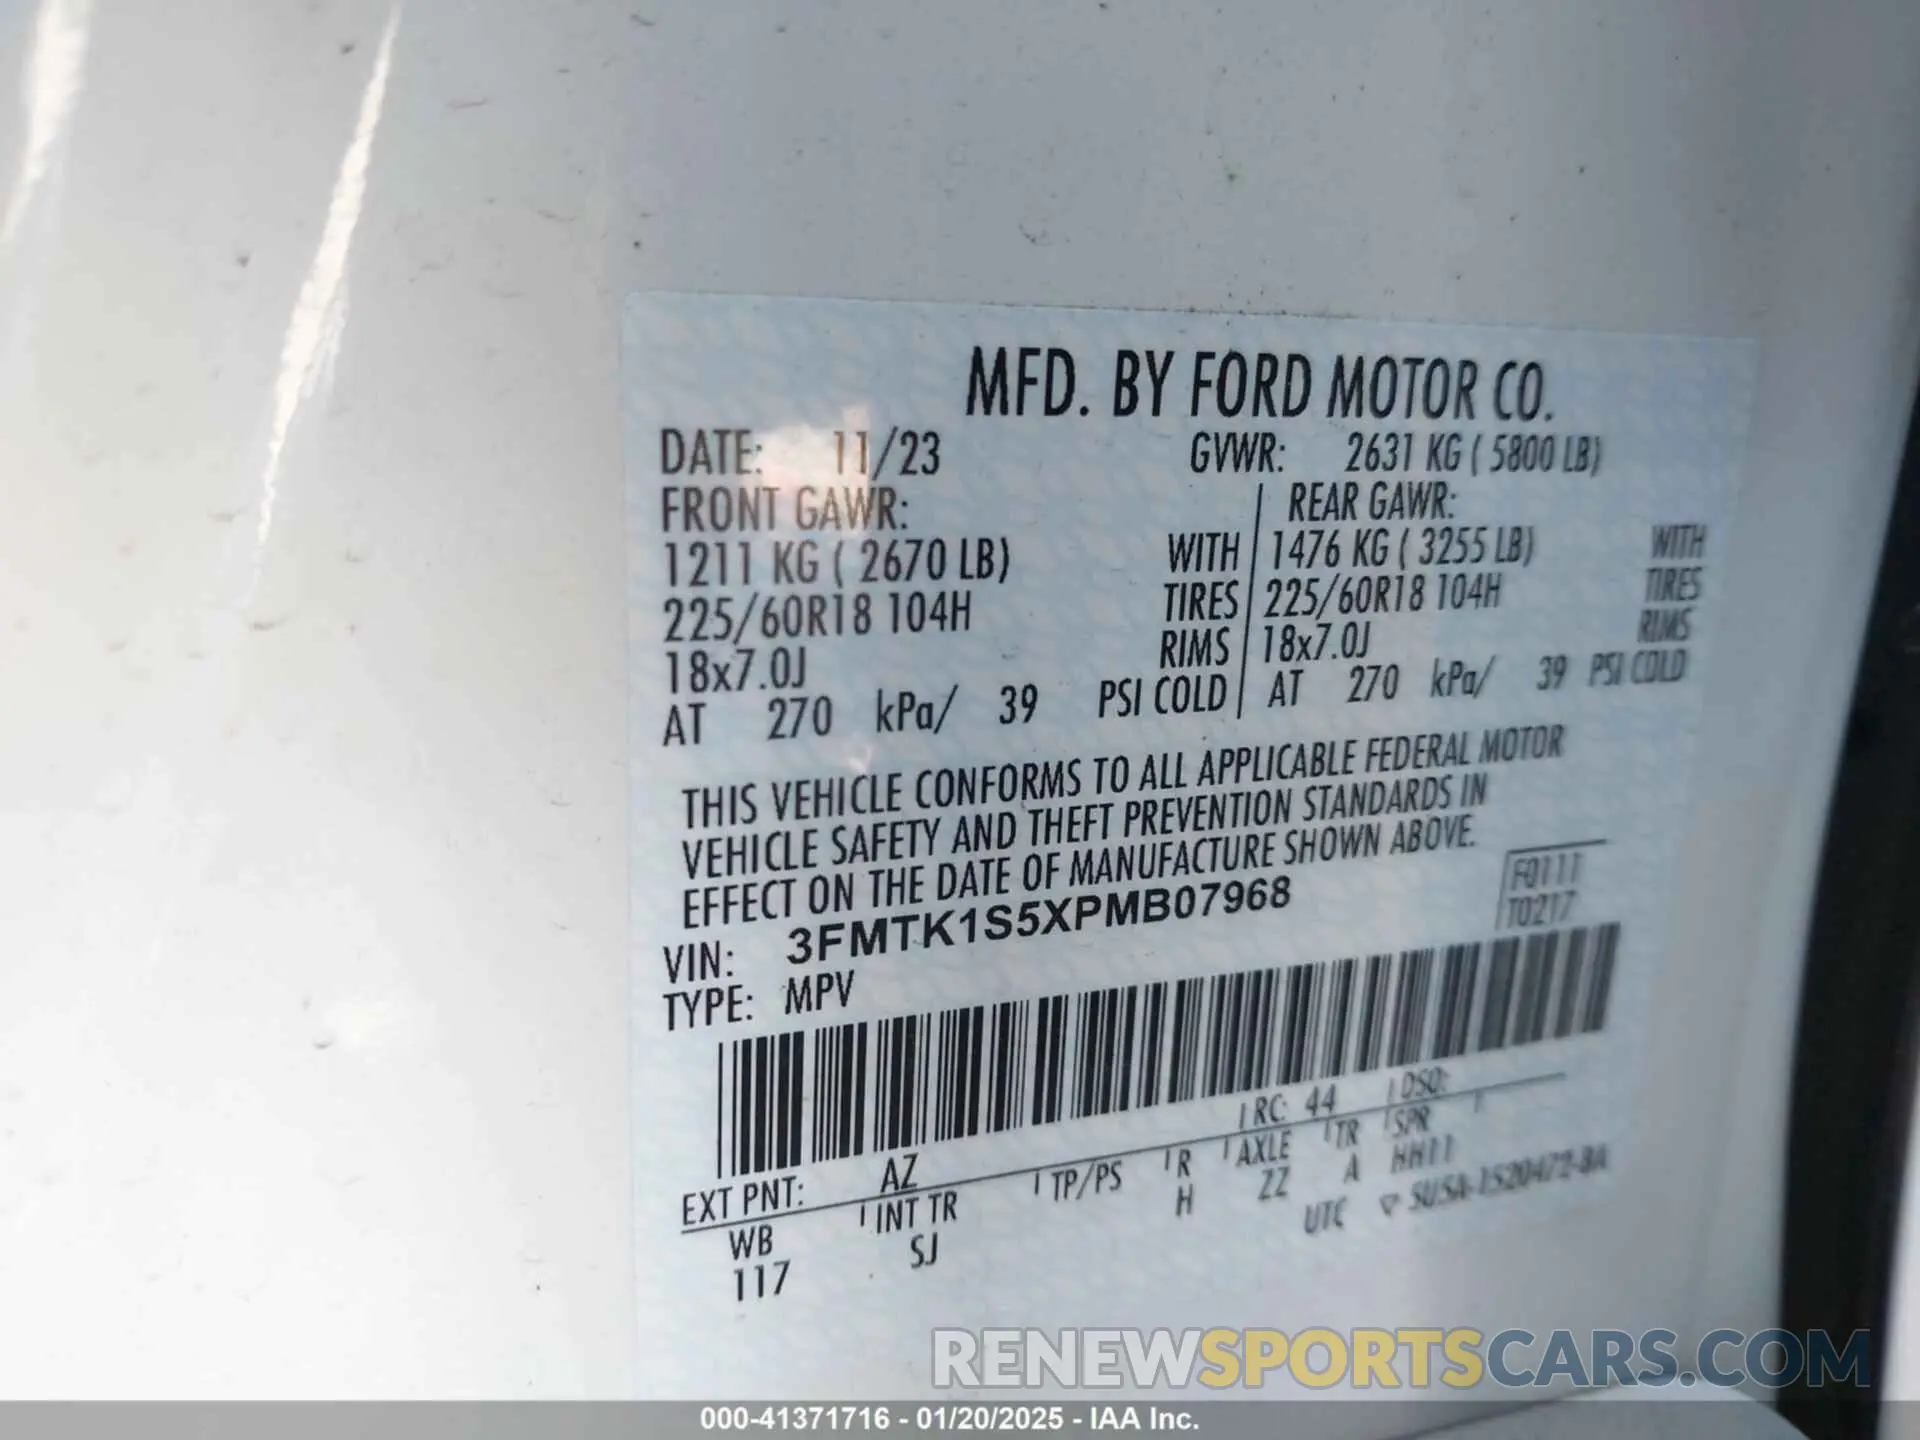 MFD. BY FORD MOTOR CO.
DATE: 11/23 GVWR: 2631 KG ( 5800 LB)
FRONT GAWR: REAR GAWR:
1211 KG ( 2670 LB) WITH 1476 KG ( 3255 LB) WITH
225/60R18 104H TIRES 225/60R18 104H TIRES
18x7.0J RIMS 18x7.0J RIMS
AT 270 kPa/ 39 PSI COLD AT 270 kPa/ 39 PSI COLD
THIS VEHICLE CONFORMS TO ALL APPLICABLE FEDERAL MOTOR
VEHICLE SAFETY AND THEFT PREVENTION STANDARDS IN
EFFECT ON THE DATE OF MANUFACTURE SHOWN ABOVE.
F0111
T0217
VIN: 3FMTK1S5XPMB07968
TYPE: MPV
EXT PNT: AZ RC: 44 DSO:
WB INT TR TP/PS R AXLE TR SPR
117 SJ H ZZ A HH11
UTC SUSA-1520472-BA
RENEWSPORTSCARS.COM
000-41371716 - 01/20/2025 - IAA Inc.